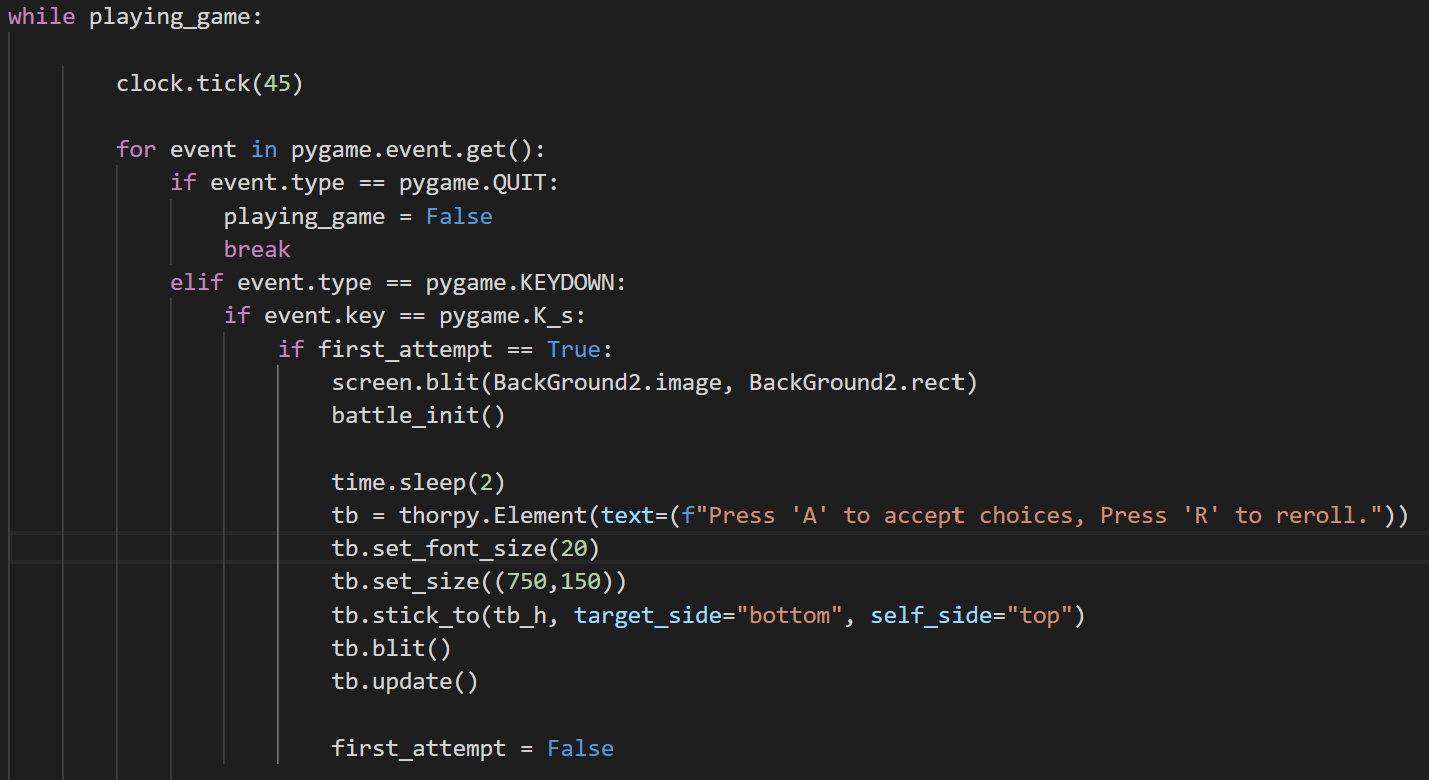 while playing_game:
clock.tick(45)
for event in pygame.event.get():
if event.type == pygame.QUIT:
playing_game = False
break
elif event.type == pygame.KEYDOWN:
if event.key == pygame.K_s:
if first_attempt == True:
screen.blit(BackGround2.image, BackGround2.rect)
battle_init()
time.sleep(2)
tb = thorpy.Element(text=(f"Press 'A' to accept choices, Press 'R' to reroll."))
tb.set_font_size(20)
tb.set_size((750,150))
tb.stick_to(tb_h, target_side="bottom", self_side="top")
tb.blit()
tb.update()
first_attempt = False